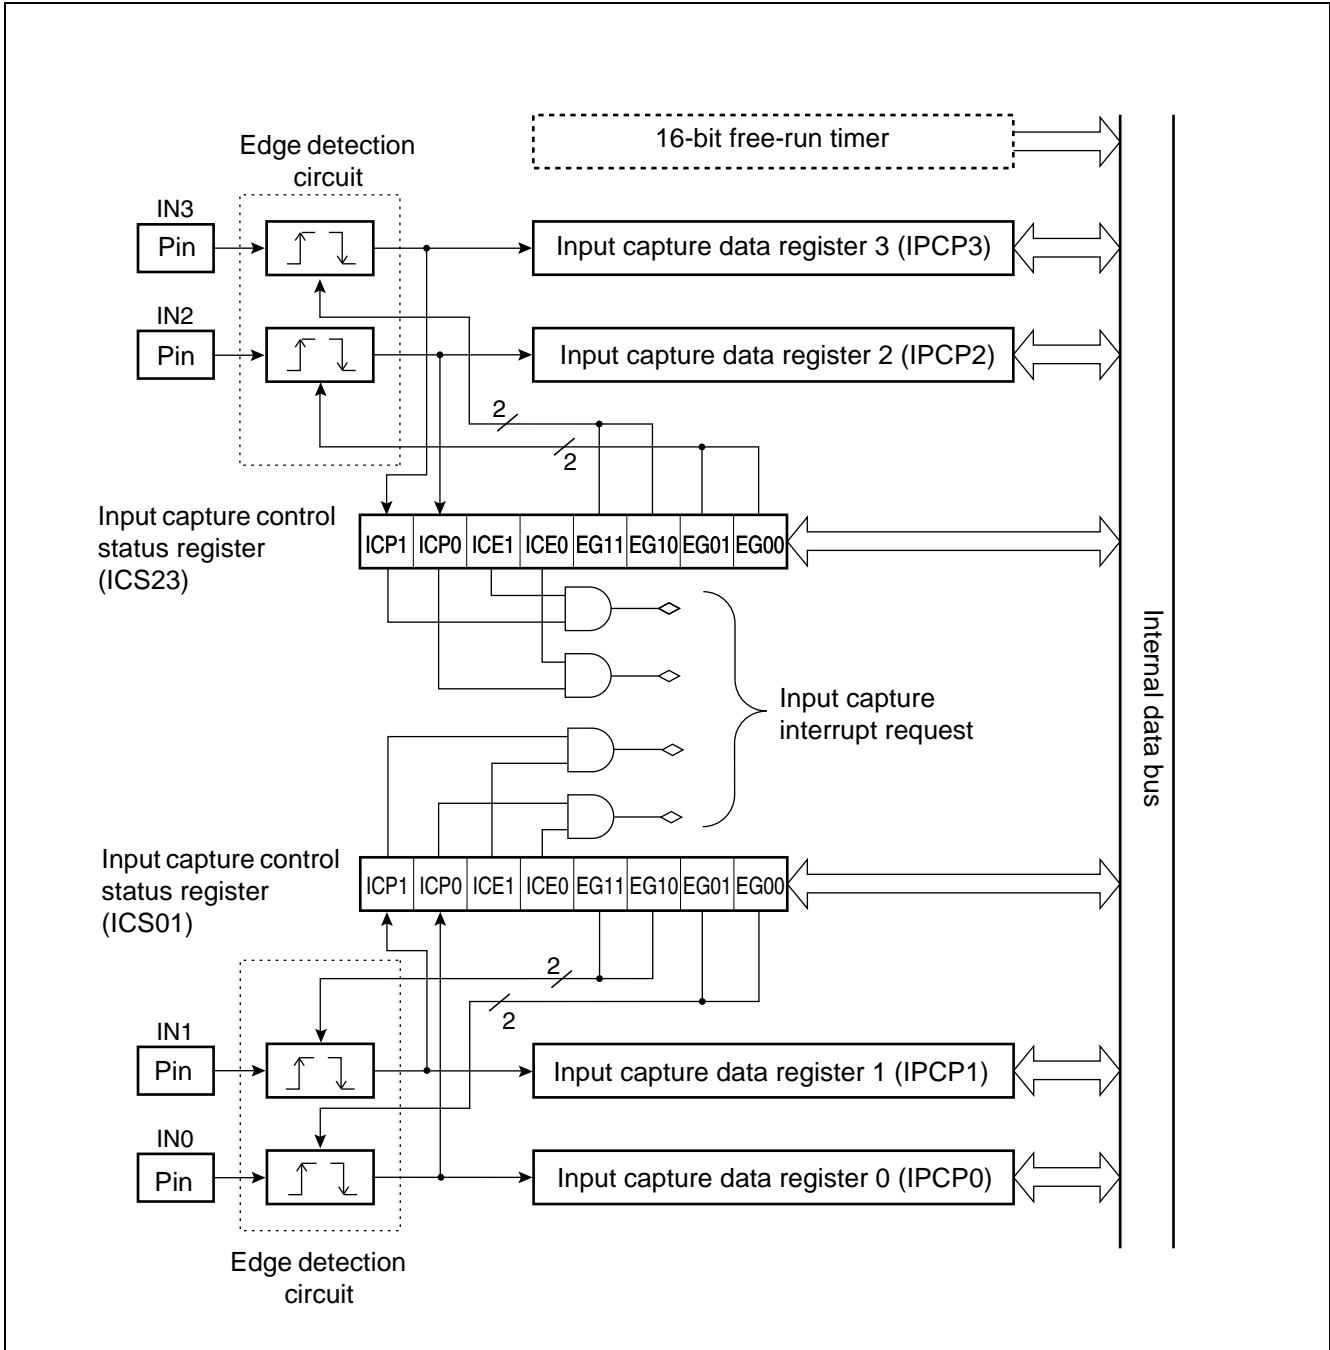 16-bit free-run timer
Edge detection
circuit
IN3
Pin
Input capture data register 3 (IPCP3)
IN2
Pin
Input capture data register 2 (IPCP2)
2
2
Input capture control
status register
(ICS23)
ICP1 ICP0 ICE1 ICE0 EG11 EG10 EG01 EG00
Input capture
interrupt request
Internal data bus
Input capture control
status register
(ICS01)
ICP1 ICP0 ICE1 ICE0 EG11 EG10 EG01 EG00
2
2
IN1
Pin
Input capture data register 1 (IPCP1)
IN0
Pin
Input capture data register 0 (IPCP0)
Edge detection
circuit